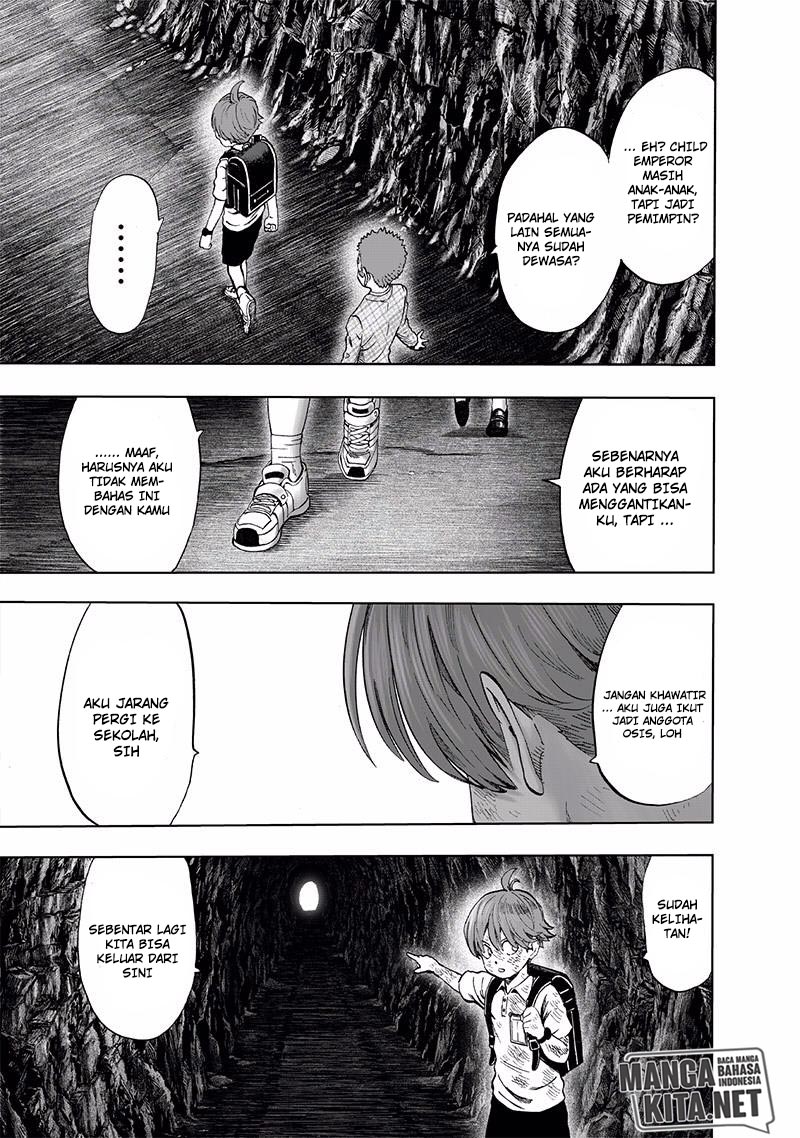 ... EH? CHILD
EMPEROR
MASIH
ANAK-ANAK,
TAPI JADI
PEMIMPIN?
PADAHAL YANG
LAIN SEMUA-
NYA SUDAH
DEWASA?
......
SEBENARNYA
AKU BERHARAP
ADA YANG BISA
MENGGANTIKAN-
KU, TAPI ...
...... MAAF,
HARUSNYA AKU
TIDAK MEM-
BAHAS INI
DENGAN KAMU
JANGAN KHAWATIR
... AKU JUGA IKUT
JADI ANGGOTA
OSIS, LOH
AKU JARANG
PERGI KE
SEKOLAH,
SIH
SUDAH
KELIHA-
TAN!
SEBENTAR LAGI
KITA BISA
KELUAR DARI
SINI
MANGA BACA MANGA
BAHASA
INDONESIA
KITA.NET